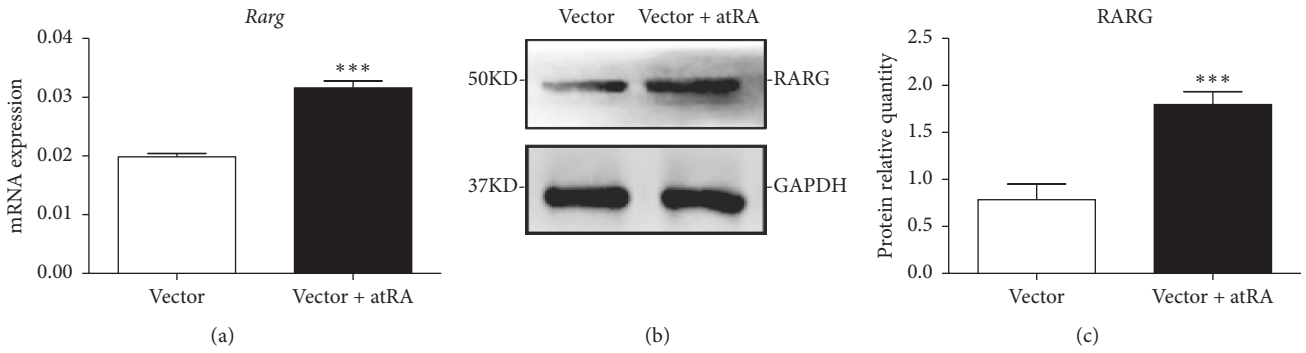 Rarg
mRNA expression
0.04
0.03
0.02
0.01
0.00
***
Vector
Vector + atRA
(a)
Vector
Vector + atRA
50KD
RARG
37KD
GAPDH
(b)
RARG
Protein relative quantity
2.5
2.0
1.5
1.0
0.5
0.0
***
Vector
Vector + atRA
(c)